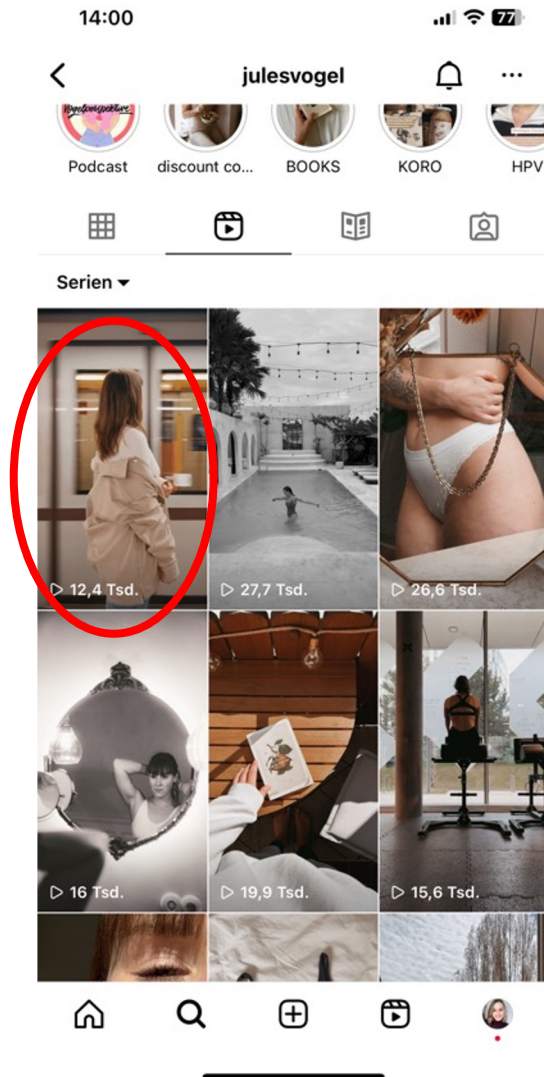 14:00
77
julesvogel
Vogelperspektive
Podcast
discount co...
BOOKS
KORO
HPV
Serien
12,4 Tsd.
27,7 Tsd.
26,6 Tsd.
16 Tsd.
19,9 Tsd.
15,6 Tsd.